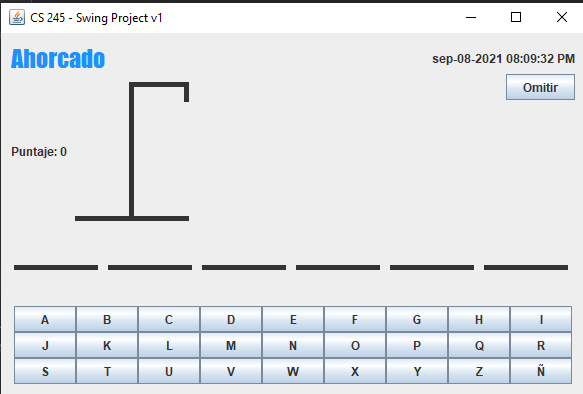 CS 245 - Swing Project v1
Ahorcado
sep-08-2021 08:09:32 PM
Omitir
Puntaje: 0
A B C D E F G H I
J K L M N O P Q R
S T U V W X Y Z Ñ